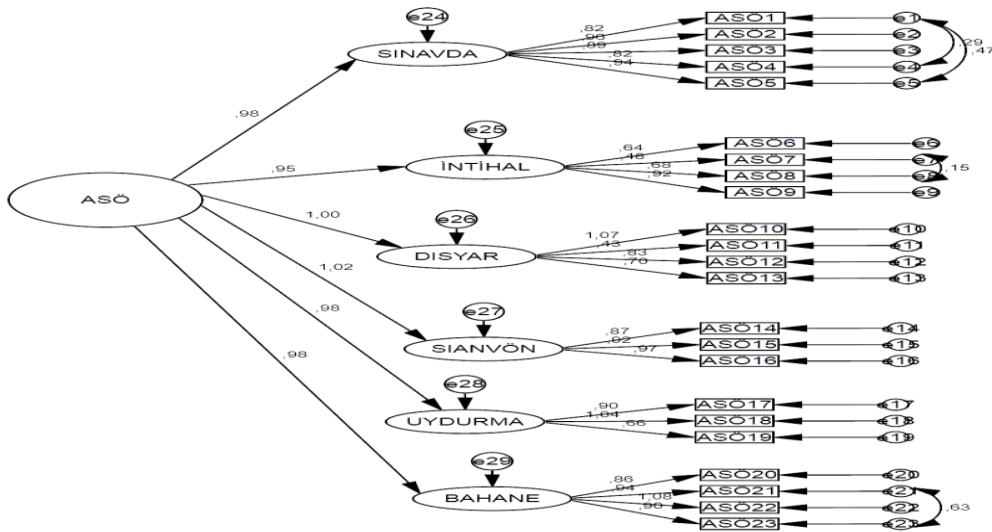 e24
SINAVDA
,82
,96
,89
,82
,94
ASÖ1
ASÖ2
ASÖ3
ASÖ4
ASÖ5
e1
e2
e3
e4
e5
,29
,47
,98
e25
İNTİHAL
,64
,46
,68
,92
ASÖ6
ASÖ7
ASÖ8
ASÖ9
e6
e7
e8
e9
,15
,95
ASÖ
e26
DISYAR
1,07
,43
,83
,76
ASÖ10
ASÖ11
ASÖ12
ASÖ13
e10
e11
e12
e13
1,00
e27
SIANVÖN
,87
,92
,97
ASÖ14
ASÖ15
ASÖ16
e14
e15
e16
1,02
e28
UYDURMA
,90
1,04
,66
ASÖ17
ASÖ18
ASÖ19
e17
e18
e19
,98
e29
BAHANE
,86
,94
1,08
,90
ASÖ20
ASÖ21
ASÖ22
ASÖ23
e20
e21
e22
e23
,63
,98